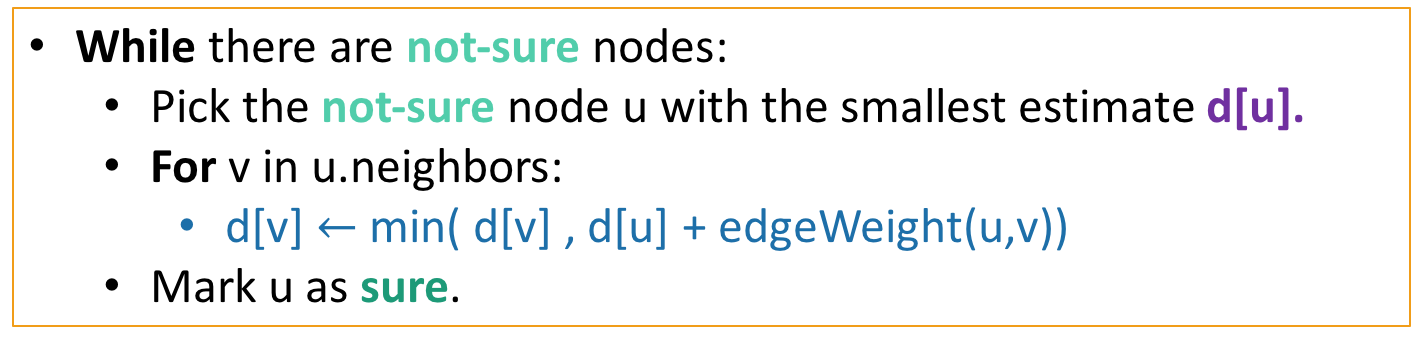 • While there are not-sure nodes:
• Pick the not-sure node u with the smallest estimate d[u].
• For v in u.neighbors:
• d[v] ← min( d[v] , d[u] + edgeWeight(u,v))
• Mark u as sure.